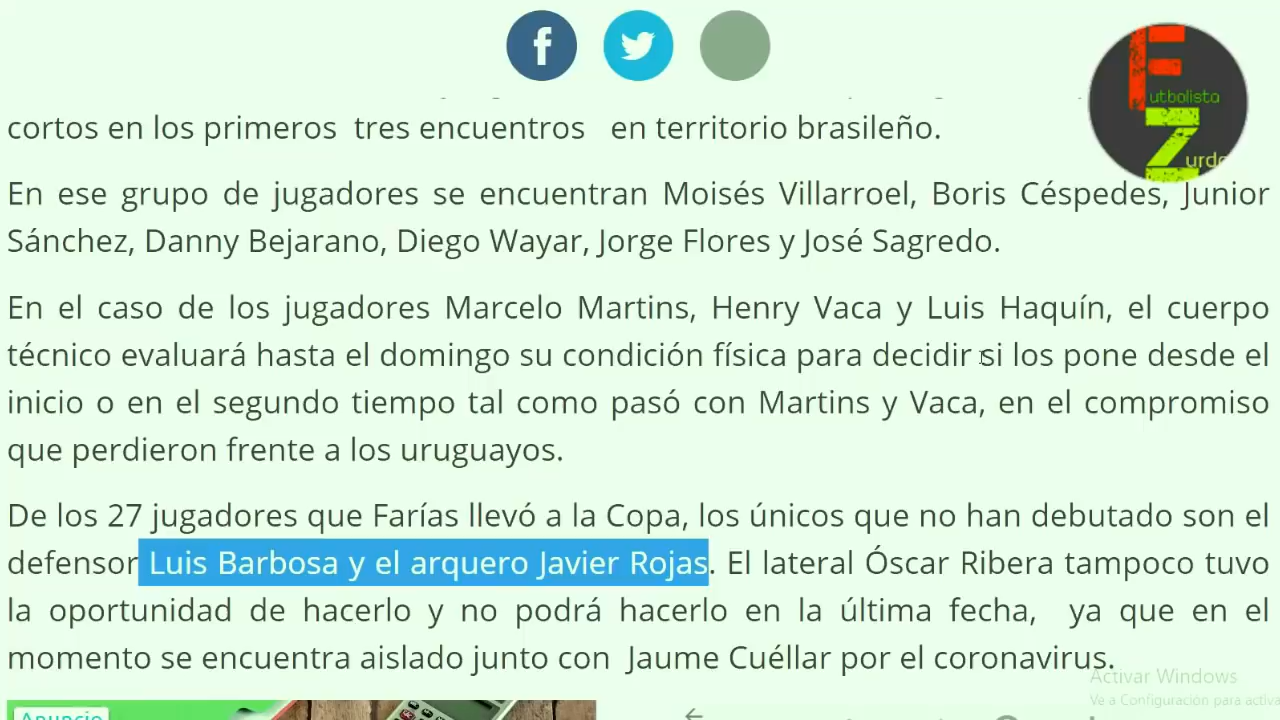 f
F
utbolista
Z
urdo
cortos en los primeros tres encuentros en territorio brasileño.
En ese grupo de jugadores se encuentran Moisés Villarroel, Boris Céspedes, Junior
Sánchez, Danny Bejarano, Diego Wayar, Jorge Flores y José Sagredo.
En el caso de los jugadores Marcelo Martins, Henry Vaca y Luis Haquín, el cuerpo
técnico evaluará hasta el domingo su condición física para decidir si los pone desde el
inicio o en el segundo tiempo tal como pasó con Martins y Vaca, en el compromiso
que perdieron frente a los uruguayos.
De los 27 jugadores que Farías llevó a la Copa, los únicos que no han debutado son el
defensor Luis Barbosa y el arquero Javier Rojas. El lateral Óscar Ribera tampoco tuvo
la oportunidad de hacerlo y no podrá hacerlo en la última fecha, ya que en el
momento se encuentra aislado junto con Jaume Cuéllar por el coronavirus.
Activar Windows
Ve a Configuración para activa
Anuncio